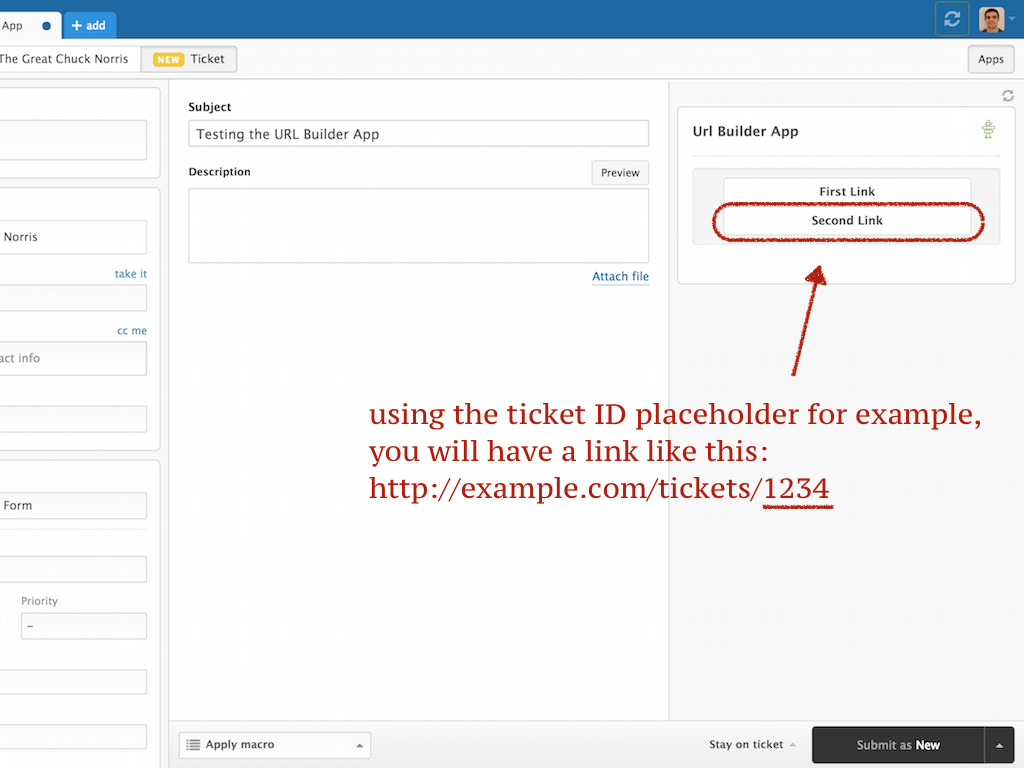 App
+ add
The Great Chuck Norris
NEW Ticket
Apps
Subject
Testing the URL Builder App
Description
Preview
Attach file
Norris
take it
cc me
act info
Form
Priority
-
Url Builder App
First Link
Second Link
using the ticket ID placeholder for example,
you will have a link like this:
http://example.com/tickets/1234
Apply macro
Stay on ticket
Submit as New